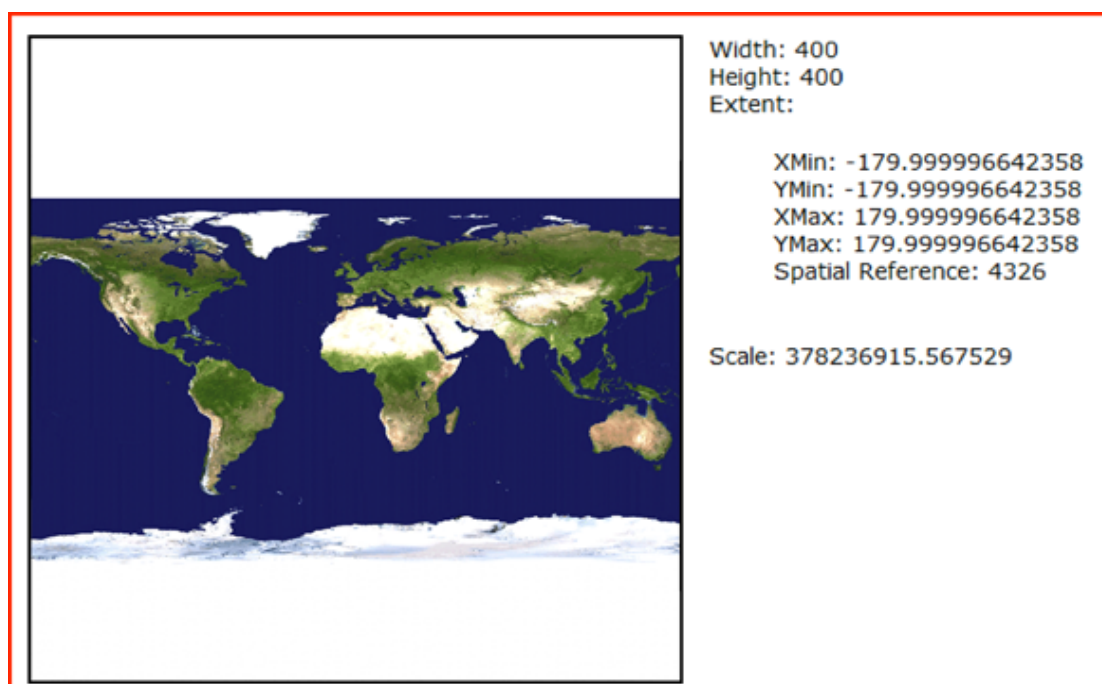 Width: 400
Height: 400
Extent:
XMin: -179.999996642358
YMin: -179.999996642358
XMax: 179.999996642358
YMax: 179.999996642358
Spatial Reference: 4326
Scale: 378236915.567529